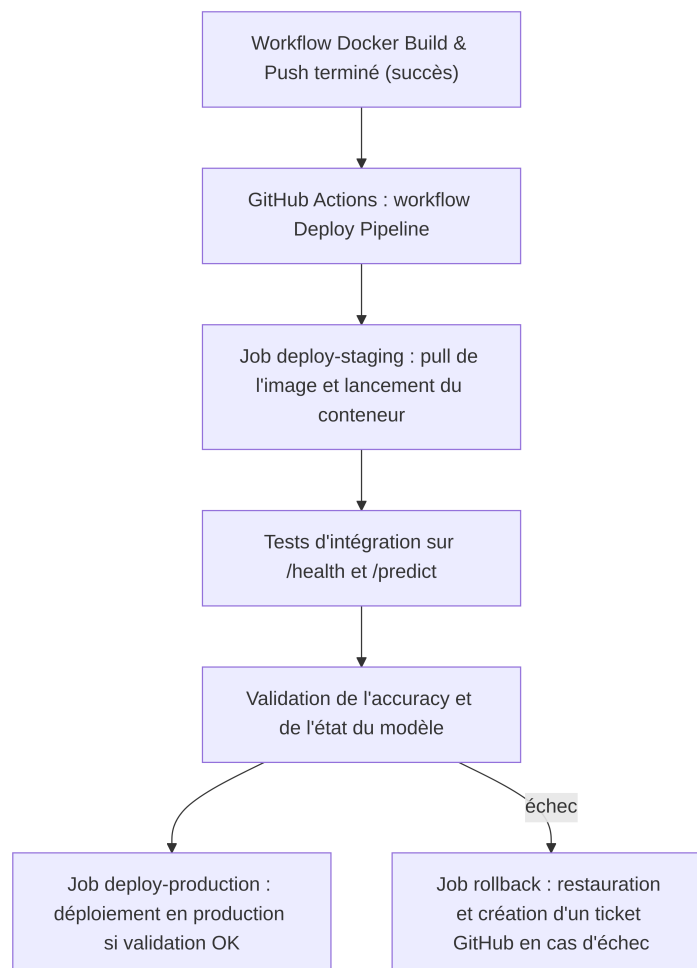 Workflow Docker Build &
Push terminé (succès)
GitHub Actions : workflow
Deploy Pipeline
Job deploy-staging : pull de
l'image et lancement du
conteneur
Tests d'intégration sur
/health et /predict
Validation de l'accuracy et
de l'état du modèle
échec
Job deploy-production :
déploiement en production
si validation OK
Job rollback : restauration
et création d'un ticket
GitHub en cas d'échec